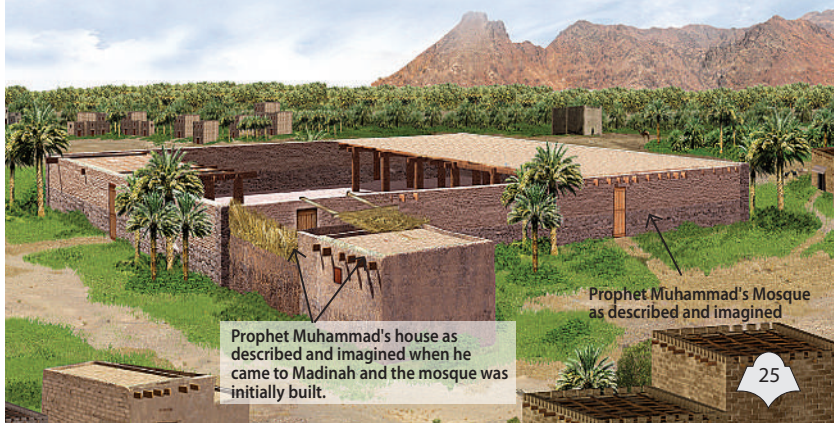 Prophet Muhammad's Mosque
as described and imagined
Prophet Muhammad's house as
described and imagined when he
came to Madinah and the mosque was
initially built.
25